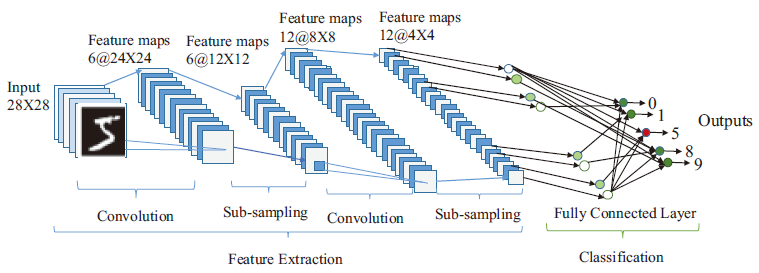 Feature maps
6@24X24
Feature maps
6@12X12
Feature maps
12@8X8
Feature maps
12@4X4
Input
28X28
5
0
1
5
8
9
Outputs
Convolution
Sub-sampling
Convolution
Sub-sampling
Fully Connected Layer
Feature Extraction
Classification